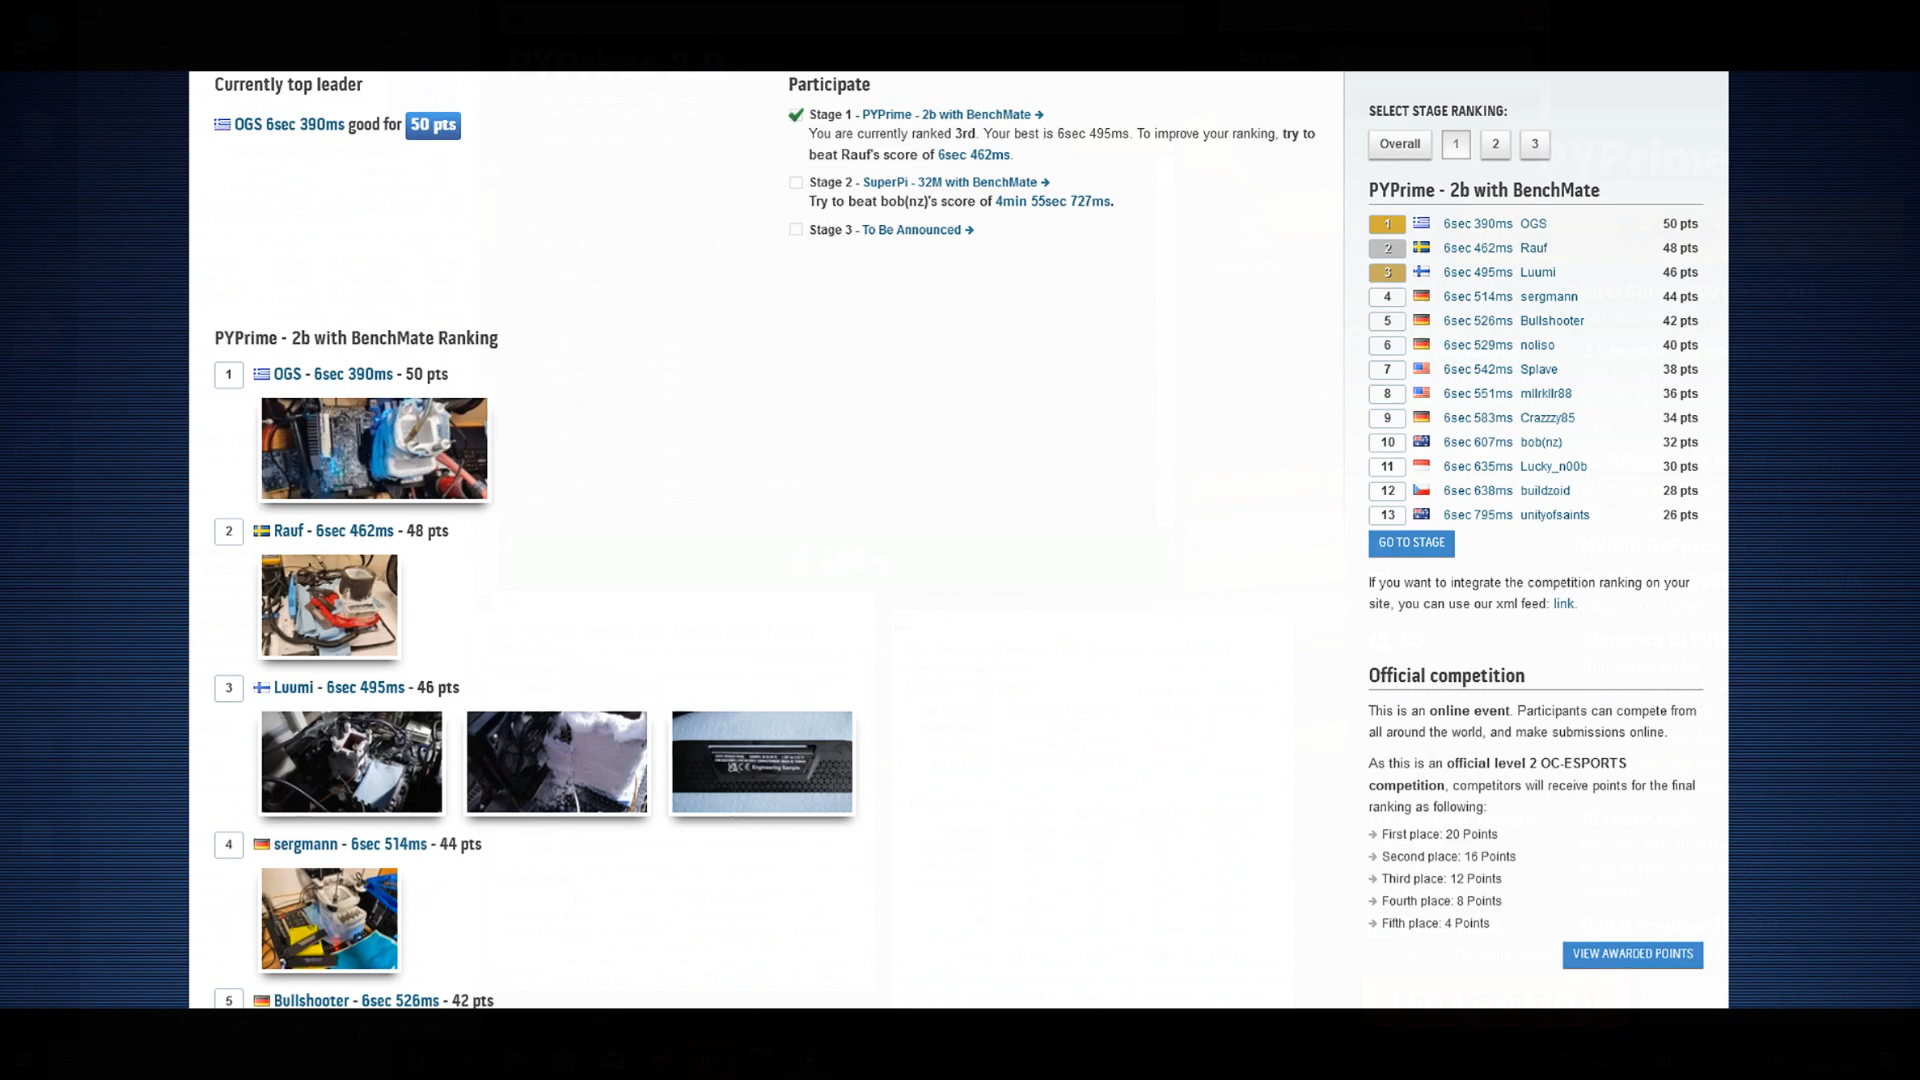 Currently top leader
OGS 6sec 390ms good for 50 pts
Participate
Stage 1 - PYPrime - 2b with BenchMate →
You are currently ranked 3rd. Your best is 6sec 495ms. To improve your ranking, try to
beat Rauf's score of 6sec 462ms.
Stage 2 - SuperPi - 32M with BenchMate →
Try to beat bob(nz)'s score of 4min 55sec 727ms.
Stage 3 - To Be Announced →
PYPrime - 2b with BenchMate Ranking
1 OGS - 6sec 390ms - 50 pts
2 Rauf - 6sec 462ms - 48 pts
3 Luumi - 6sec 495ms - 46 pts
Engineering Sample
4 sergmann - 6sec 514ms - 44 pts
5 Bullshooter - 6sec 526ms - 42 pts
SELECT STAGE RANKING:
Overall 1 2 3
PYPrime - 2b with BenchMate
1 6sec 390ms OGS 50 pts
2 6sec 462ms Rauf 48 pts
3 6sec 495ms Luumi 46 pts
4 6sec 514ms sergmann 44 pts
5 6sec 526ms Bullshooter 42 pts
6 6sec 529ms noliso 40 pts
7 6sec 542ms Splave 38 pts
8 6sec 551ms mllrkllr88 36 pts
9 6sec 583ms Crazzzy85 34 pts
10 6sec 607ms bob(nz) 32 pts
11 6sec 635ms Lucky_n00b 30 pts
12 6sec 638ms buildzoid 28 pts
13 6sec 795ms unityofsaints 26 pts
GO TO STAGE
If you want to integrate the competition ranking on your
site, you can use our xml feed: link.
Official competition
This is an online event. Participants can compete from
all around the world, and make submissions online.
As this is an official level 2 OC-ESPORTS
competition, competitors will receive points for the final
ranking as following:
→ First place: 20 Points
→ Second place: 16 Points
→ Third place: 12 Points
→ Fourth place: 8 Points
→ Fifth place: 4 Points
VIEW AWARDED POINTS